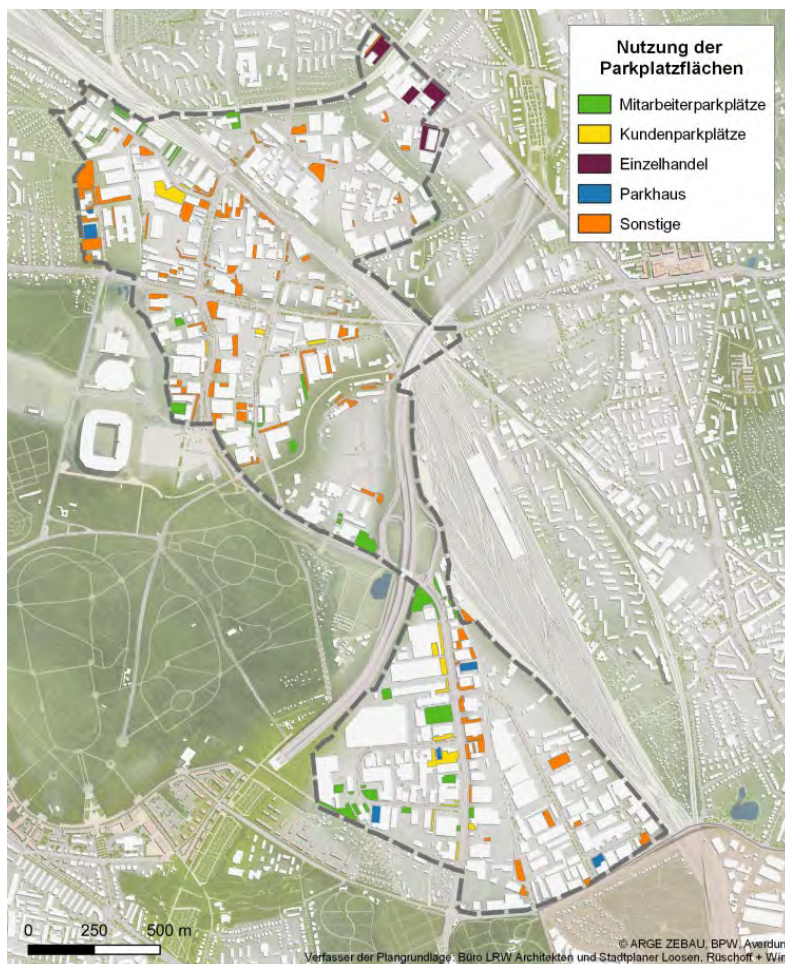 Nutzung der
Parkplatzflächen
Mitarbeiterparkplätze
Kundenparkplätze
Einzelhandel
Parkhaus
Sonstige
0 250 500 m
© ARGE ZEBAU, BPW, Averdun
Verfasser der Plangrundlage: Büro LRW Architekten und Stadtplaner Loosen, Rüschoff + Win